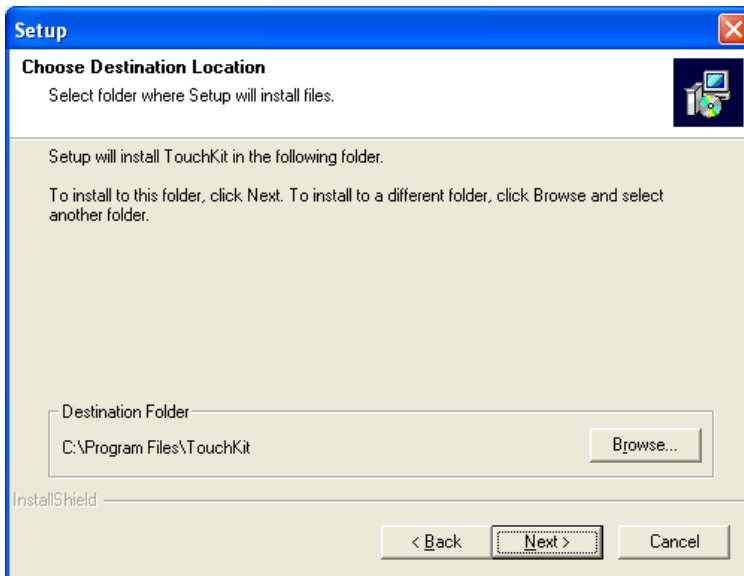 Setup
Choose Destination Location
Select folder where Setup will install files.
Setup will install TouchKit in the following folder.
To install to this folder, click Next. To install to a different folder, click Browse and select
another folder.
Destination Folder
C:\Program Files\TouchKit
Browse...
InstallShield
< Back
Next >
Cancel